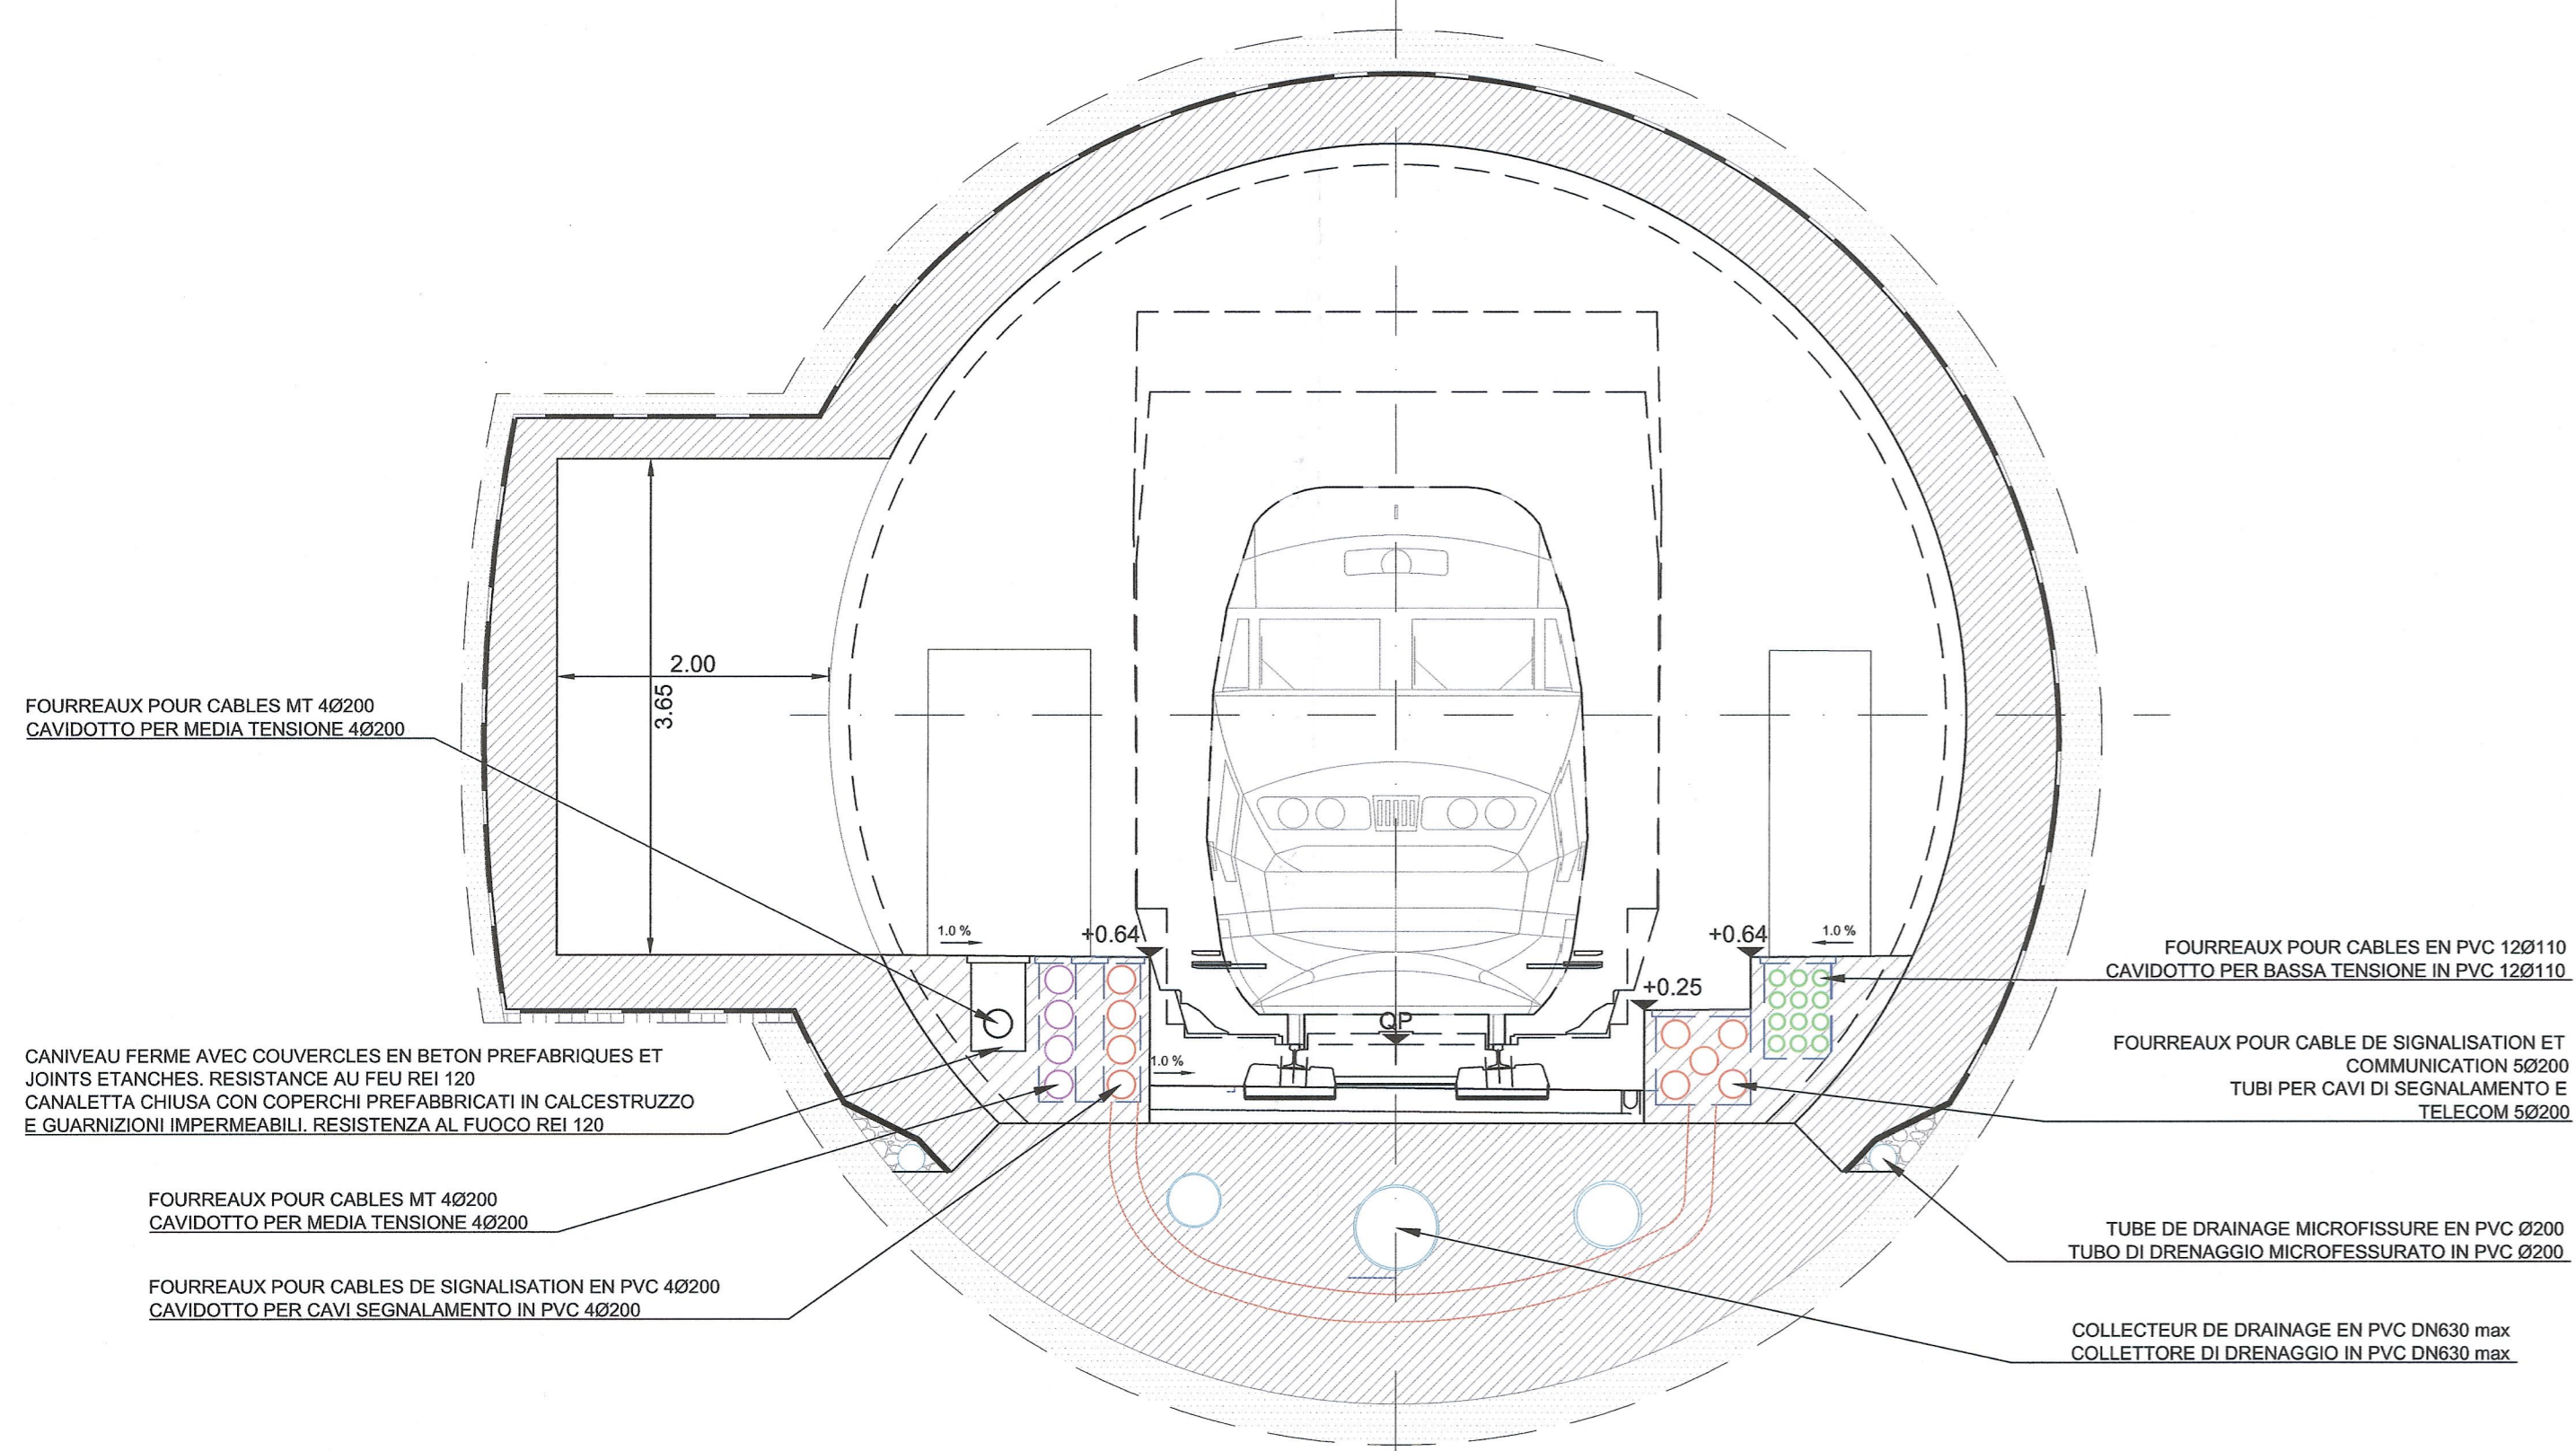 2.00
3.65
FOURREAUX POUR CABLES MT 4Ø200
CAVIDOTTO PER MEDIA TENSIONE 4Ø200
1.0 %
+0.64
+0.64
1.0 %
+0.25
QP
1.0 %
FOURREAUX POUR CABLES EN PVC 12Ø110
CAVIDOTTO PER BASSA TENSIONE IN PVC 12Ø110
CANIVEAU FERME AVEC COUVERCLES EN BETON PREFABRIQUES ET
JOINTS ETANCHES. RESISTANCE AU FEU REI 120
CANALETTA CHIUSA CON COPERCHI PREFABBRICATI IN CALCESTRUZZO
E GUARNIZIONI IMPERMEABILI. RESISTENZA AL FUOCO REI 120
FOURREAUX POUR CABLE DE SIGNALISATION ET
COMMUNICATION 5Ø200
TUBI PER CAVI DI SEGNALAMENTO E
TELECOM 5Ø200
FOURREAUX POUR CABLES MT 4Ø200
CAVIDOTTO PER MEDIA TENSIONE 4Ø200
TUBE DE DRAINAGE MICROFISSURE EN PVC Ø200
TUBO DI DRENAGGIO MICROFESSURATO IN PVC Ø200
FOURREAUX POUR CABLES DE SIGNALISATION EN PVC 4Ø200
CAVIDOTTO PER CAVI SEGNALAMENTO IN PVC 4Ø200
COLLECTEUR DE DRAINAGE EN PVC DN630 max
COLLETTORE DI DRENAGGIO IN PVC DN630 max